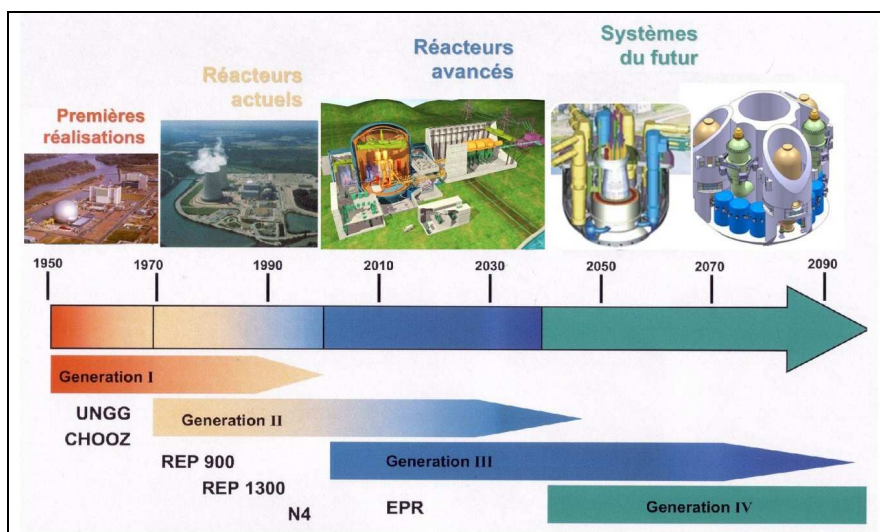 Systèmes
du futur
Réacteurs
avancés
Réacteurs
actuels
Premières
réalisations
1950 1970 1990 2010 2030 2050 2070 2090
Generation I
UNGG
CHOOZ
Generation II
REP 900
REP 1300
N4
Generation III
EPR
Generation IV